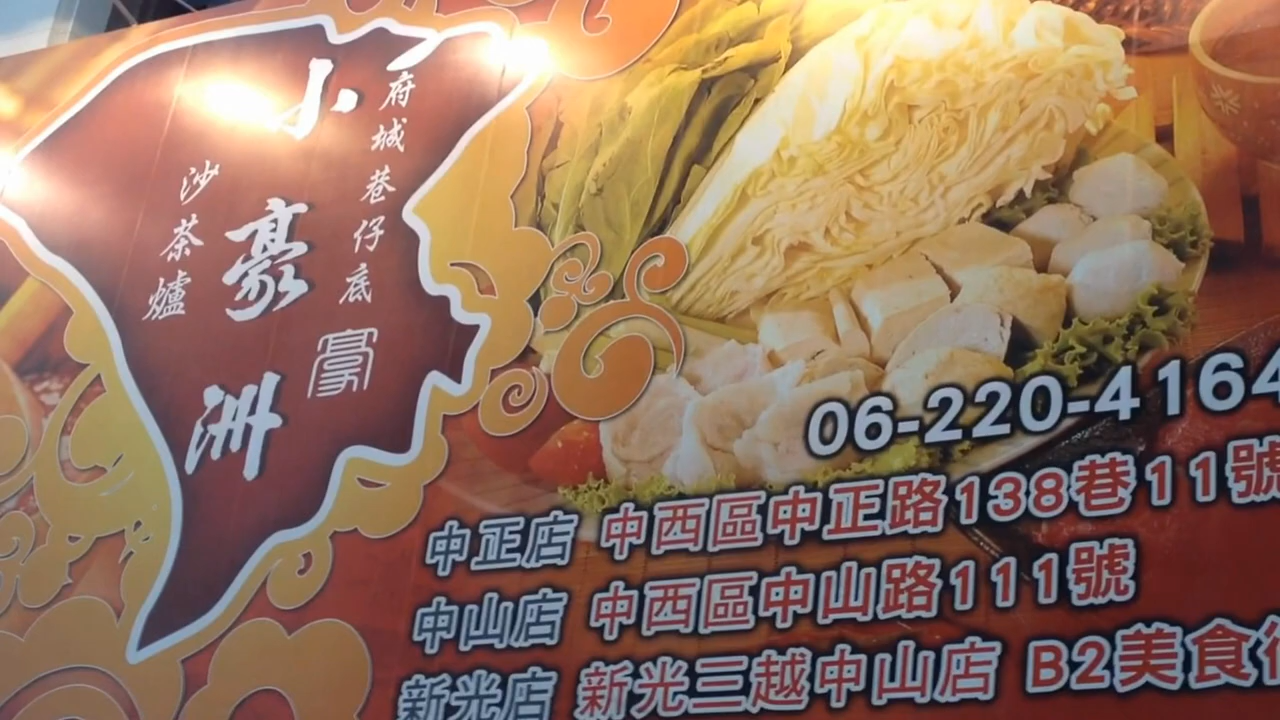 府城巷仔底
小豪洲
沙茶爐
豪
06-220-4164
中正店 中西區中正路138巷11號
中山店 中西區中山路111號
新光店 新光三越中山店 B2美食